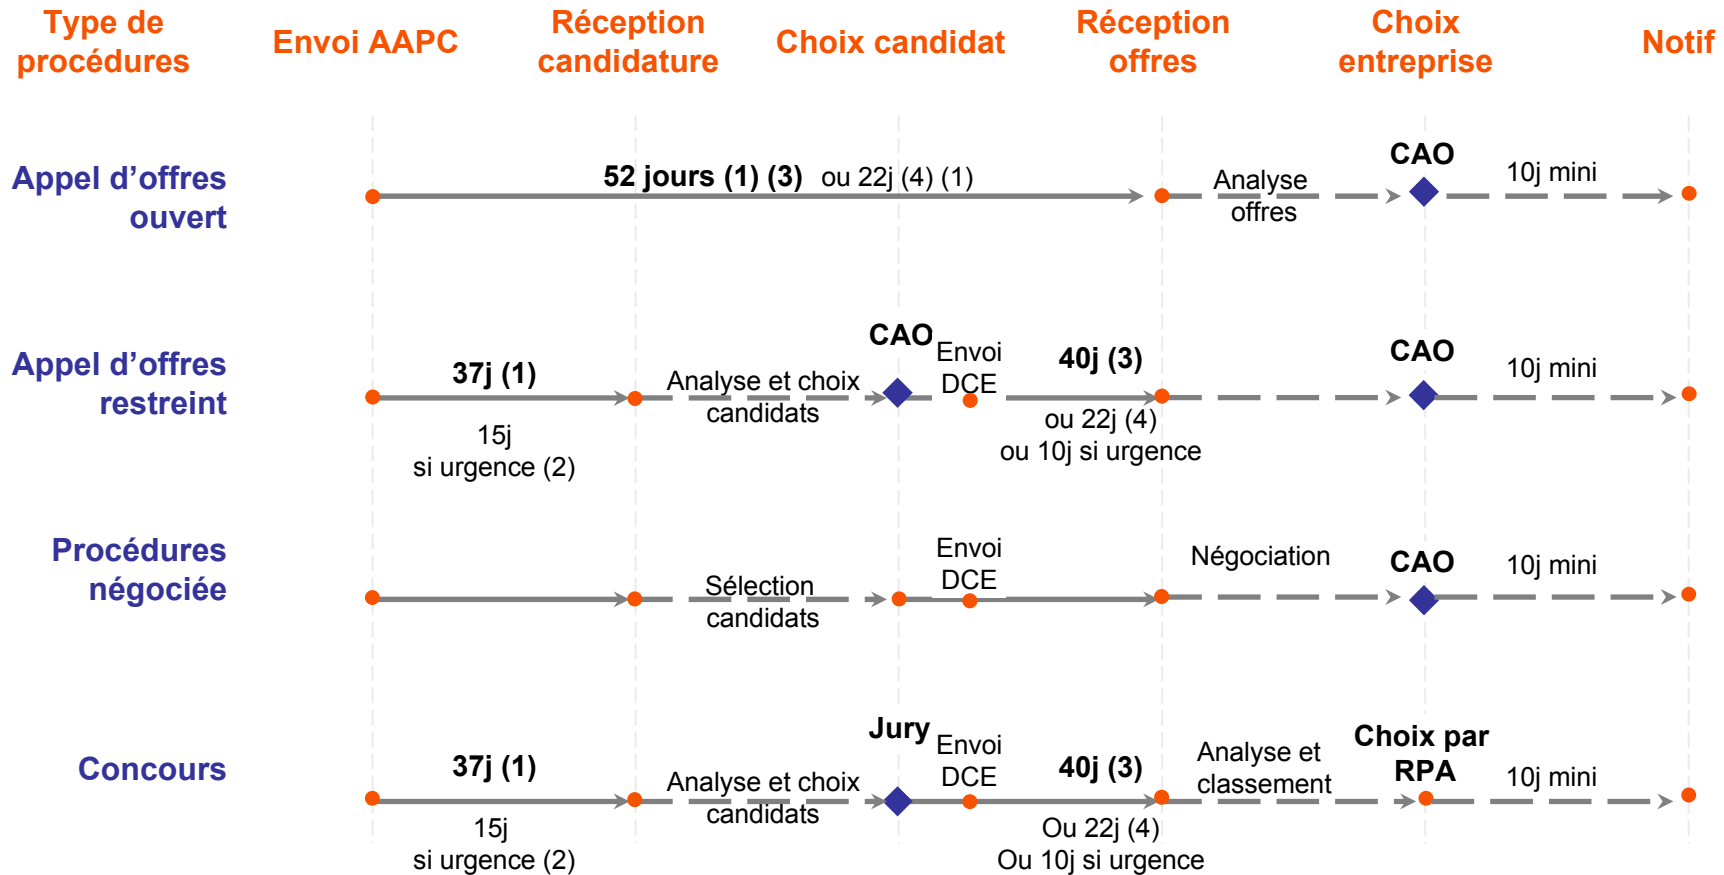 Type de
procédures
Envoi AAPC
Réception
candidature
Choix candidat
Réception
offres
Choix
entreprise
Notif
Appel d’offres
ouvert
52 jours (1) (3) ou 22j (4) (1)
Analyse
offres
CAO
10j mini
Appel d’offres
restreint
37j (1)
15j
si urgence (2)
Analyse et choix
candidats
CAO
Envoi
DCE
40j (3)
ou 22j (4)
ou 10j si urgence
CAO
10j mini
Procédures
négociée
Sélection
candidats
Envoi
DCE
Négociation
CAO
10j mini
Concours
37j (1)
15j
si urgence (2)
Analyse et choix
candidats
Jury
Envoi
DCE
40j (3)
Ou 22j (4)
Ou 10j si urgence
Analyse et
classement
Choix par
RPA
10j mini